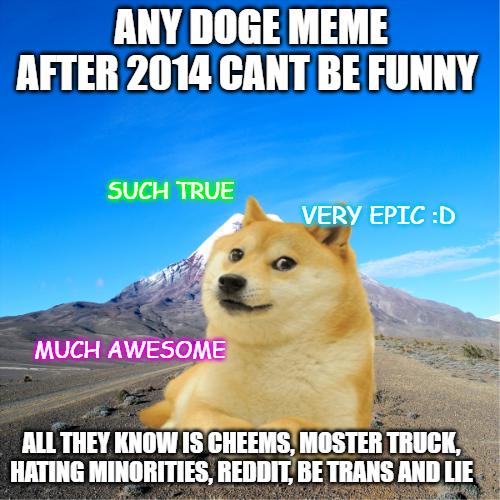 ANY DOGE MEME
AFTER 2014 CANT BE FUNNY
SUCH TRUE
VERY EPIC :D
MUCH AWESOME
ALL THEY KNOW IS CHEEMS, MOSTER TRUCK,
HATING MINORITIES, REDDIT, BE TRANS AND LIE